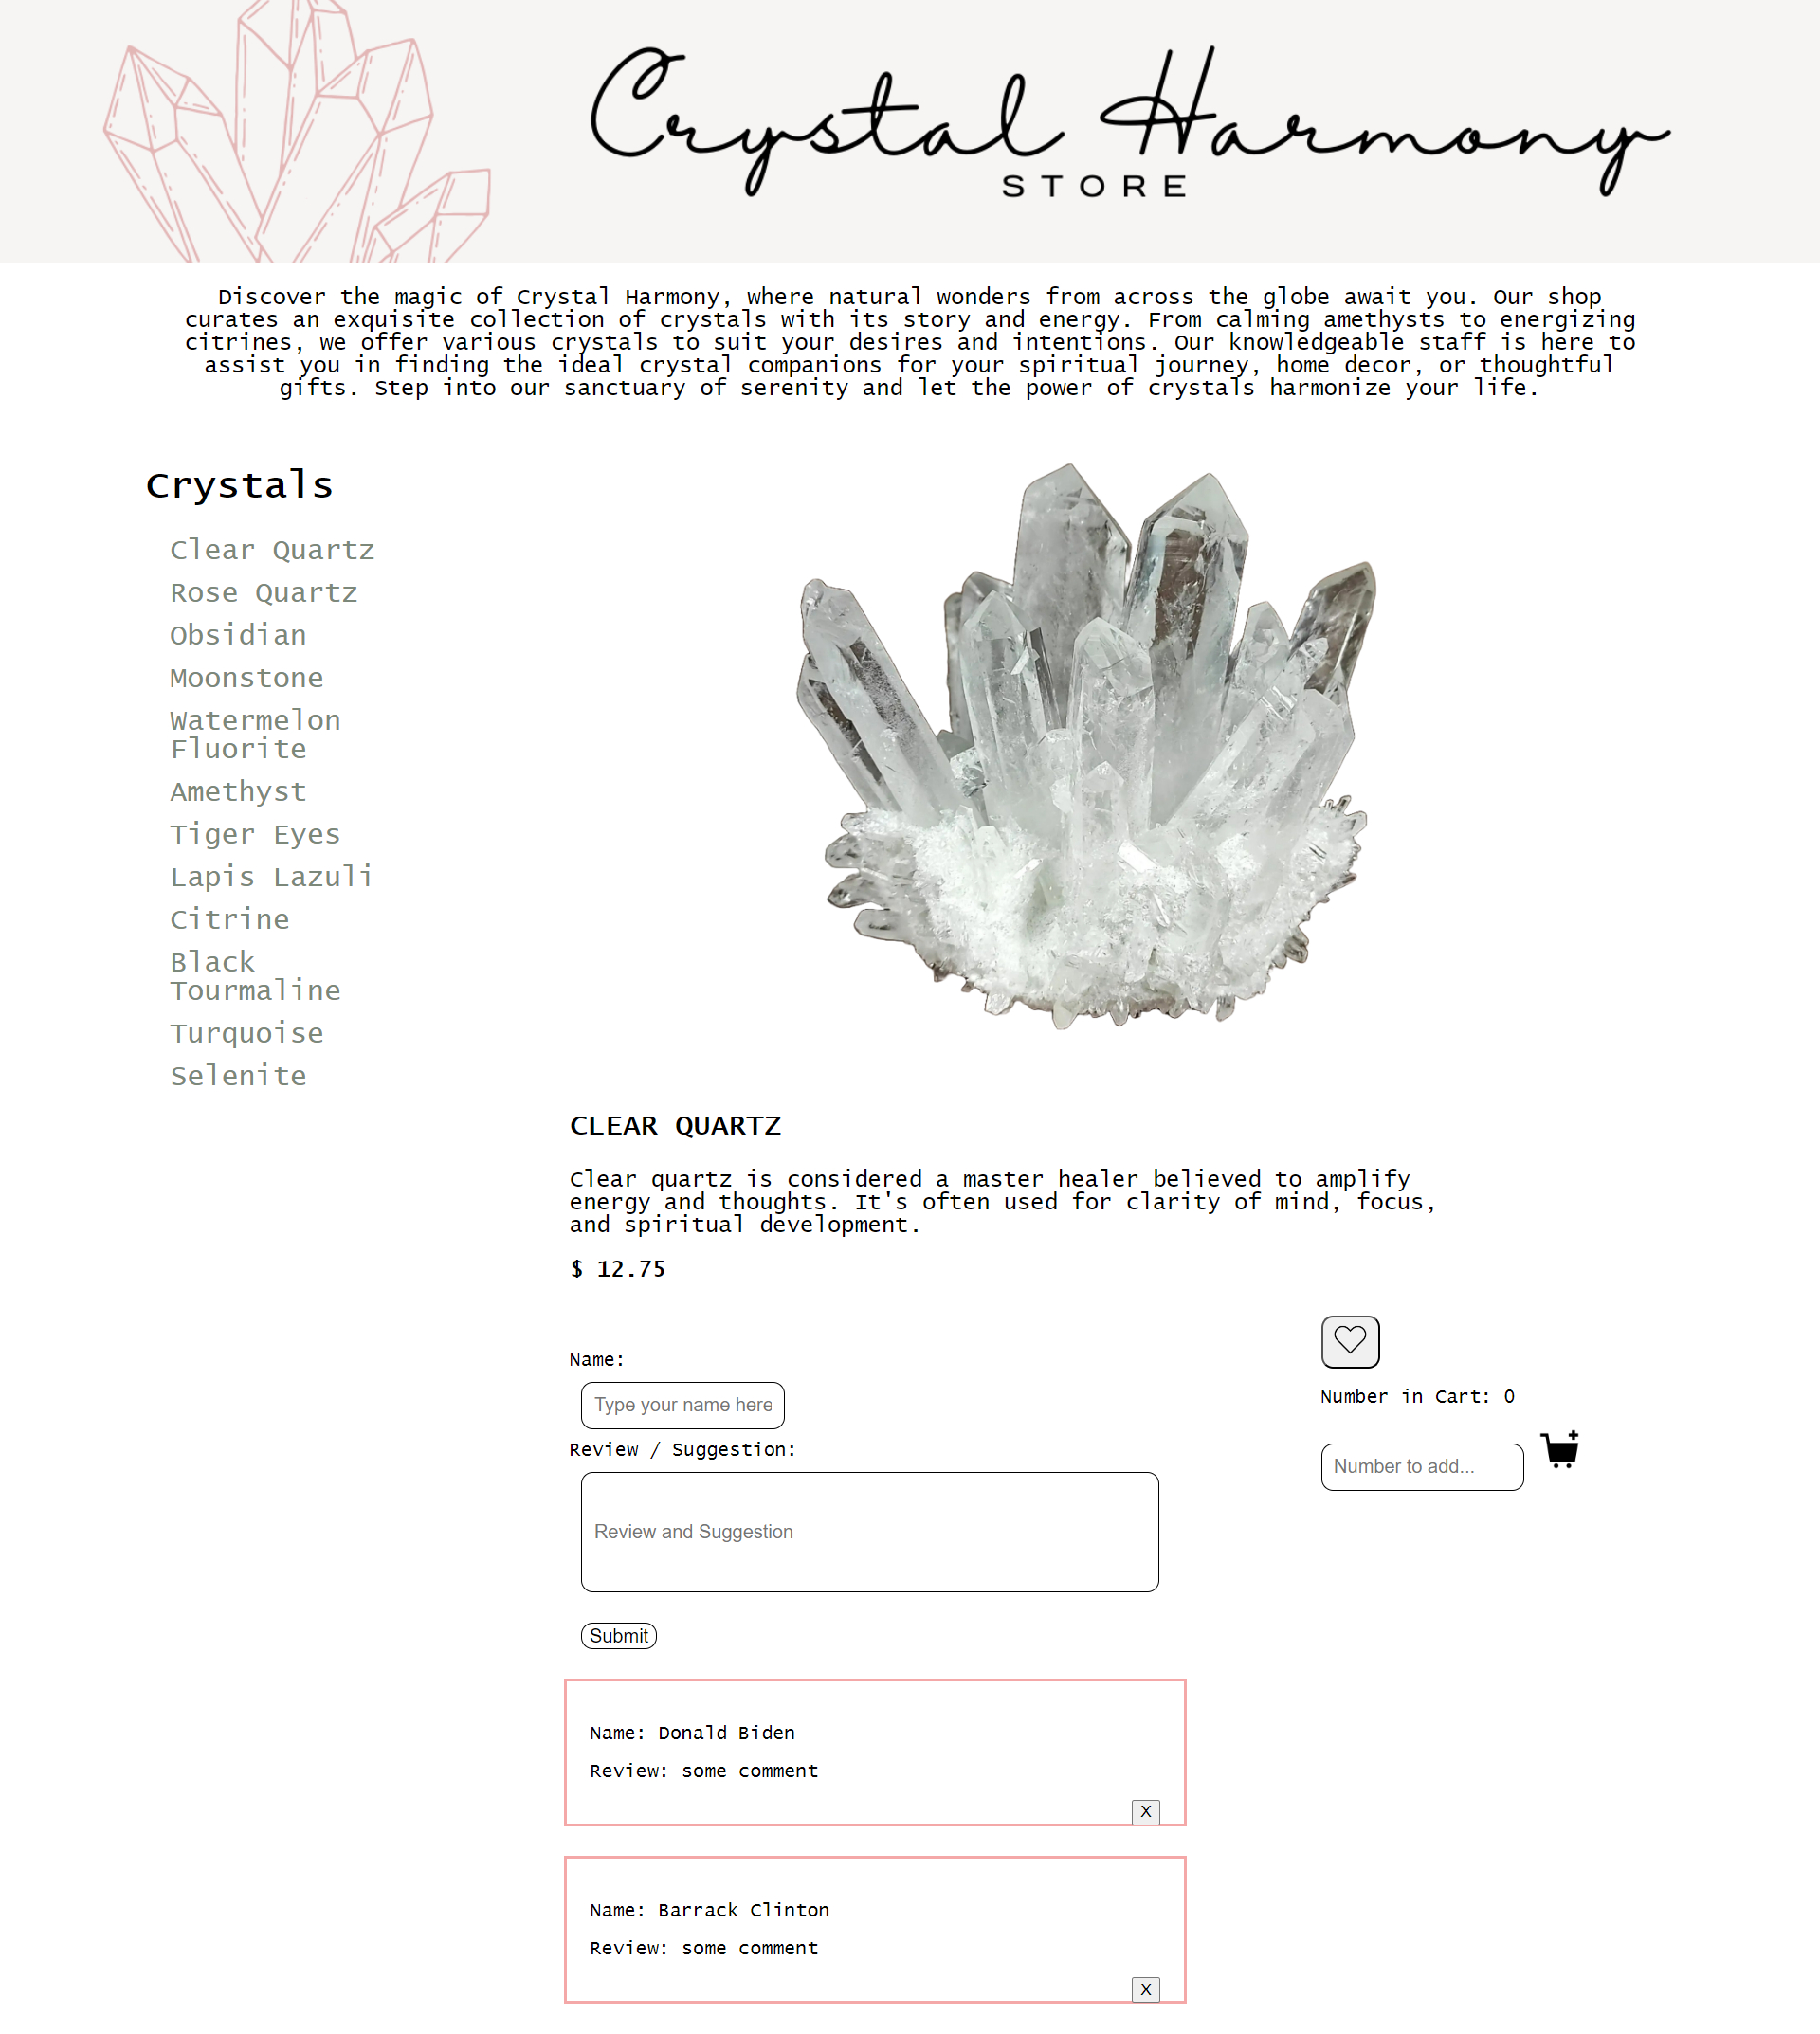 Crystal Harmony
STORE
Discover the magic of Crystal Harmony, where natural wonders from across the globe await you. Our shop
curates an exquisite collection of crystals with its story and energy. From calming amethysts to energizing
citrines, we offer various crystals to suit your desires and intentions. Our knowledgeable staff is here to
assist you in finding the ideal crystal companions for your spiritual journey, home decor, or thoughtful
gifts. Step into our sanctuary of serenity and let the power of crystals harmonize your life.
Crystals
Clear Quartz
Rose Quartz
Obsidian
Moonstone
Watermelon
Fluorite
Amethyst
Tiger Eyes
Lapis Lazuli
Citrine
Black
Tourmaline
Turquoise
Selenite
CLEAR QUARTZ
Clear quartz is considered a master healer believed to amplify
energy and thoughts. It's often used for clarity of mind, focus,
and spiritual development.
$ 12.75
Name:
Type your name here
Review / Suggestion:
Review and Suggestion
Submit
Number in Cart: 0
Number to add...
Name: Donald Biden
Review: some comment
X
Name: Barrack Clinton
Review: some comment
X